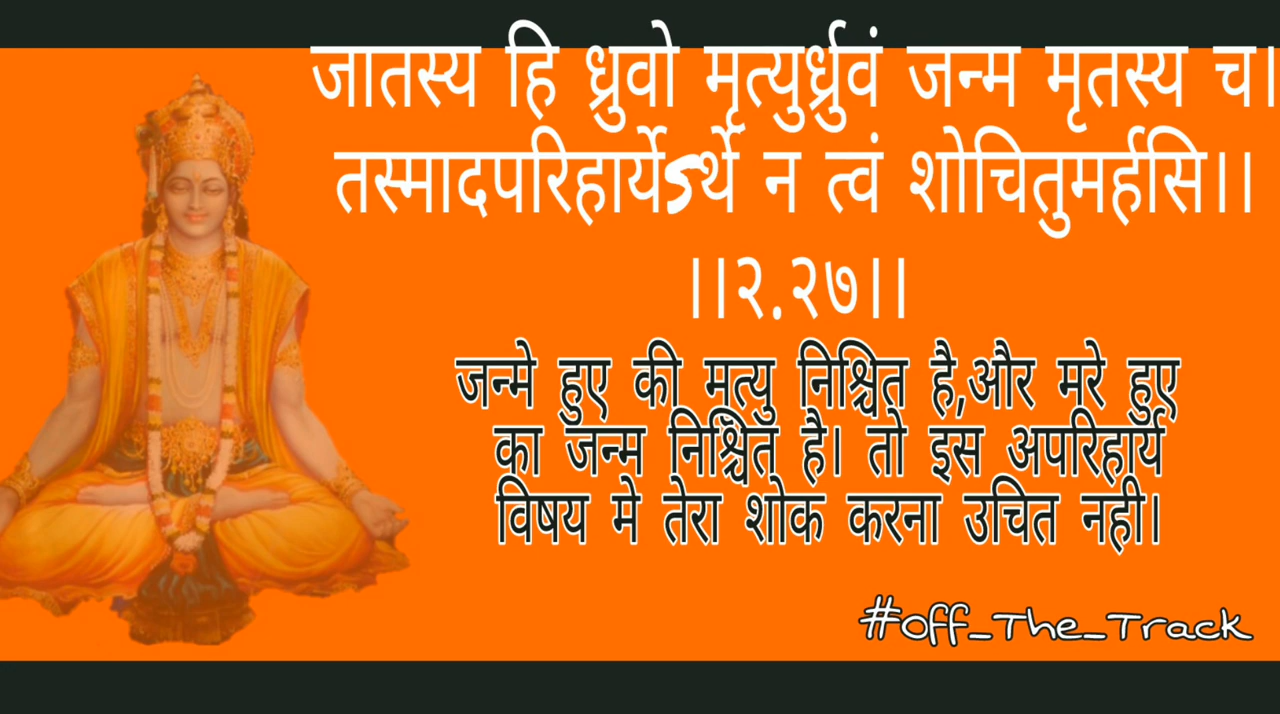 जातस्य हि ध्रुवो मृत्युर्ध्रुवं जन्म मृतस्य च।
तस्मादपरिहार्येऽर्थे न त्वं शोचितुमर्हसि।।
।।२.२७।।
जन्मे हुए की मृत्यु निश्चित है,और मरे हुए
का जन्म निश्चित है। तो इस अपरिहार्य
विषय मे तेरा शोक करना उचित नही।
#off_The_Track